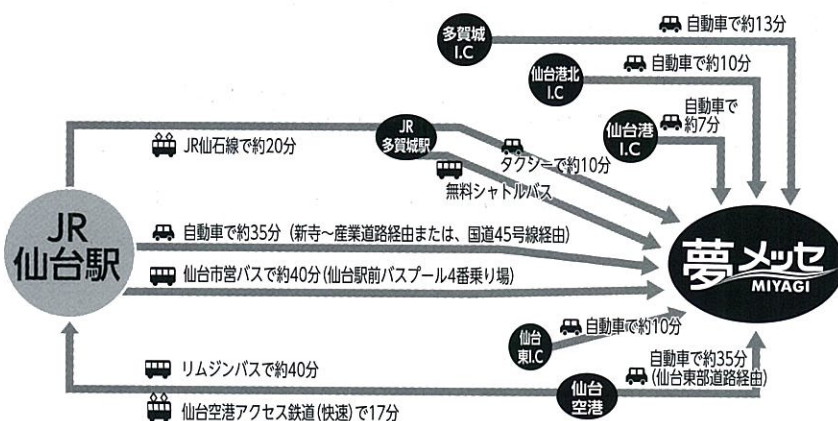 多賀城
I.C
自動車で約13分
仙台港北
I.C
自動車で約10分
仙台港
I.C
自動車で
約7分
JR仙石線で約20分
JR
多賀城駅
タクシーで約10分
無料シャトルバス
JR
仙台駅
自動車で約35分（新寺〜産業道路経由または、国道45号線経由）
仙台市営バスで約40分(仙台駅前バスプール4番乗り場)
夢メッセ
MIYAGI
仙台
東I.C
自動車で約10分
リムジンバスで約40分
仙台空港アクセス鉄道(快速)で17分
仙台
空港
自動車で約35分
(仙台東部道路経由)